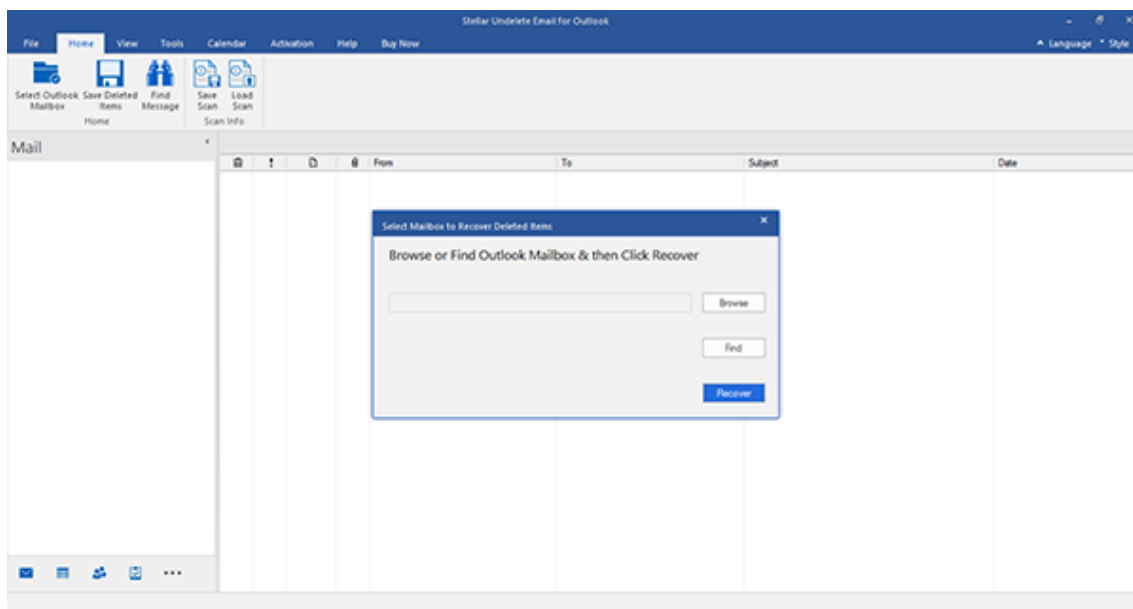 Stellar Undelete Email for Outlook
File Home View Tools Calendar Activation Help Buy Now Language Style
Select Outlook Mailbox
Save Deleted Items
Find Message
Save Scan
Load Scan
Home
Scan Info
Mail
From To Subject Date
Select Mailbox to Recover Deleted Items
Browse or Find Outlook Mailbox & then Click Recover
Browse
Find
Recover